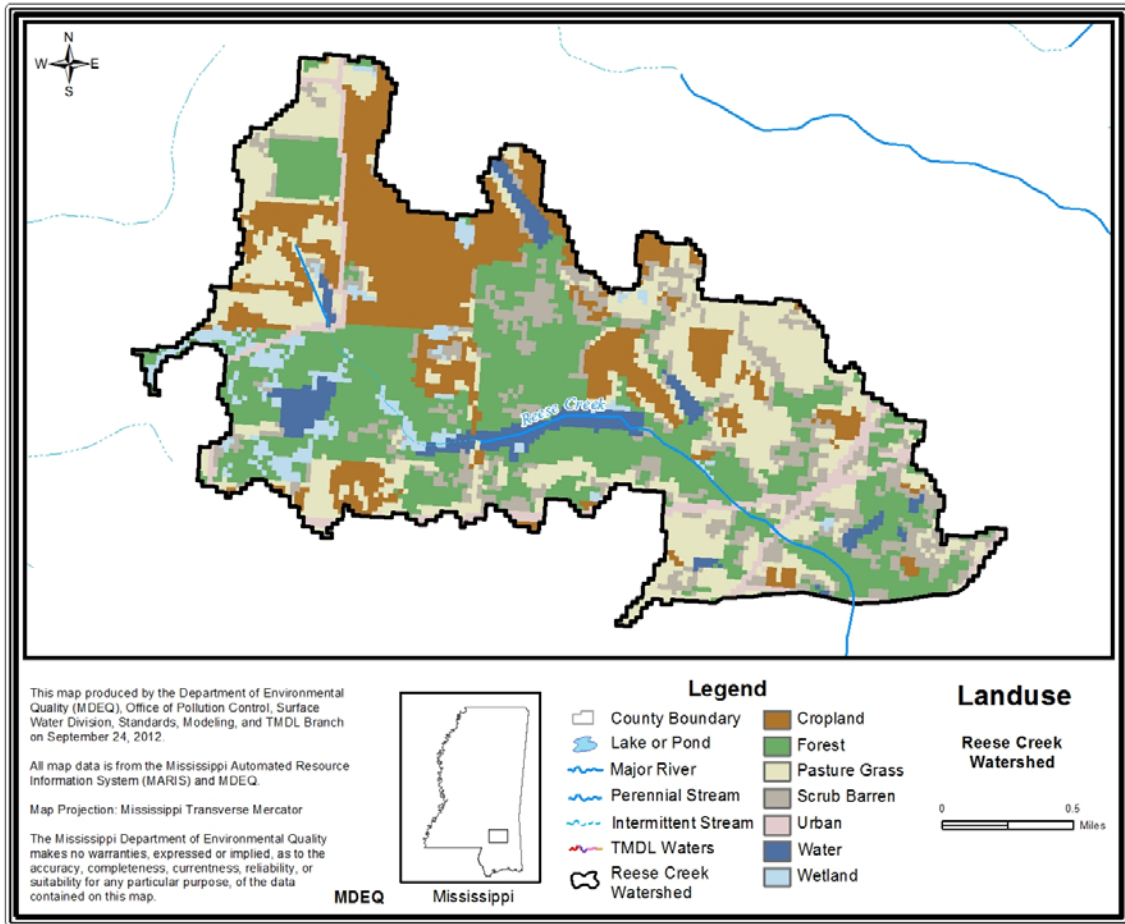 N
W E
S
Reese Creek
This map produced by the Department of Environmental
Quality (MDEQ), Office of Pollution Control, Surface
Water Division, Standards, Modeling, and TMDL Branch
on September 24, 2012.
All map data is from the Mississippi Automated Resource
Information System (MARIS) and MDEQ.
Map Projection: Mississippi Transverse Mercator
The Mississippi Department of Environmental Quality
makes no warranties, expressed or implied, as to the
accuracy, completeness, currentness, reliability, or
suitability for any particular purpose, of the data
contained on this map.
MDEQ
Mississippi
Legend
County Boundary
Lake or Pond
Major River
Perennial Stream
Intermittent Stream
TMDL Waters
Reese Creek
Watershed
Cropland
Forest
Pasture Grass
Scrub Barren
Urban
Water
Wetland
Landuse
Reese Creek
Watershed
0 0.5
Miles